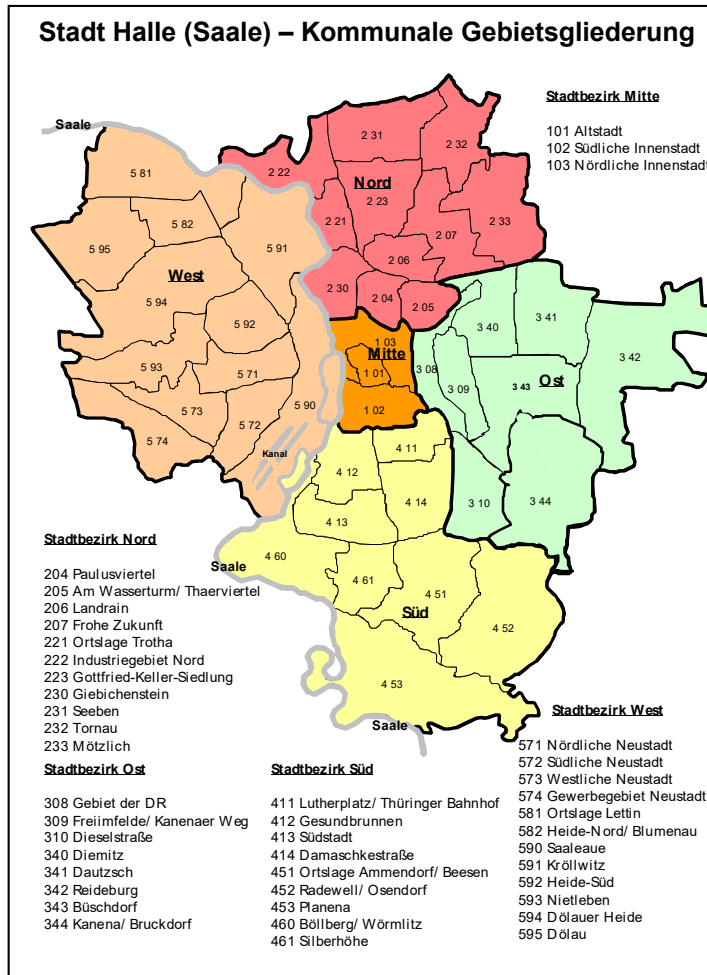 Stadt Halle (Saale) – Kommunale Gebietsgliederung
Stadtbezirk Mitte
101 Altstadt
102 Südliche Innenstadt
103 Nördliche Innenstadt
Saale
2 31
2 32
5 81
2 22
Nord
2 23
5 82
2 21
2 33
5 95
5 91
2 07
West
2 06
5 94
2 30
2 04
2 05
3 41
5 92
3 40
1 03
Mitte
3 42
5 93
5 71
1 01
3 08
3 09
Ost
3 43
5 73
5 90
1 02
5 74
5 72
Kanal
4 11
4 12
4 14
3 10
3 44
4 13
4 60
Saale
4 61
4 51
Süd
4 52
4 53
Saale
Stadtbezirk Nord
204 Paulusviertel
205 Am Wasserturm/ Thaerviertel
206 Landrain
207 Frohe Zukunft
221 Ortslage Trotha
222 Industriegebiet Nord
223 Gottfried-Keller-Siedlung
230 Giebichenstein
231 Seeben
232 Tornau
233 Mötzlich
Stadtbezirk Ost
308 Gebiet der DR
309 Freiimfelde/ Kanenaer Weg
310 Dieselstraße
340 Diemitz
341 Dautzsch
342 Reideburg
343 Büschdorf
344 Kanena/ Bruckdorf
Stadtbezirk Süd
411 Lutherplatz/ Thüringer Bahnhof
412 Gesundbrunnen
413 Südstadt
414 Damaschkestraße
451 Ortslage Ammendorf/ Beesen
452 Radewell/ Osendorf
453 Planena
460 Böllberg/ Wörmlitz
461 Silberhöhe
Stadtbezirk West
571 Nördliche Neustadt
572 Südliche Neustadt
573 Westliche Neustadt
574 Gewerbegebiet Neustadt
581 Ortslage Lettin
582 Heide-Nord/ Blumenau
590 Saaleaue
591 Kröllwitz
592 Heide-Süd
593 Nietleben
594 Dölauer Heide
595 Dölau